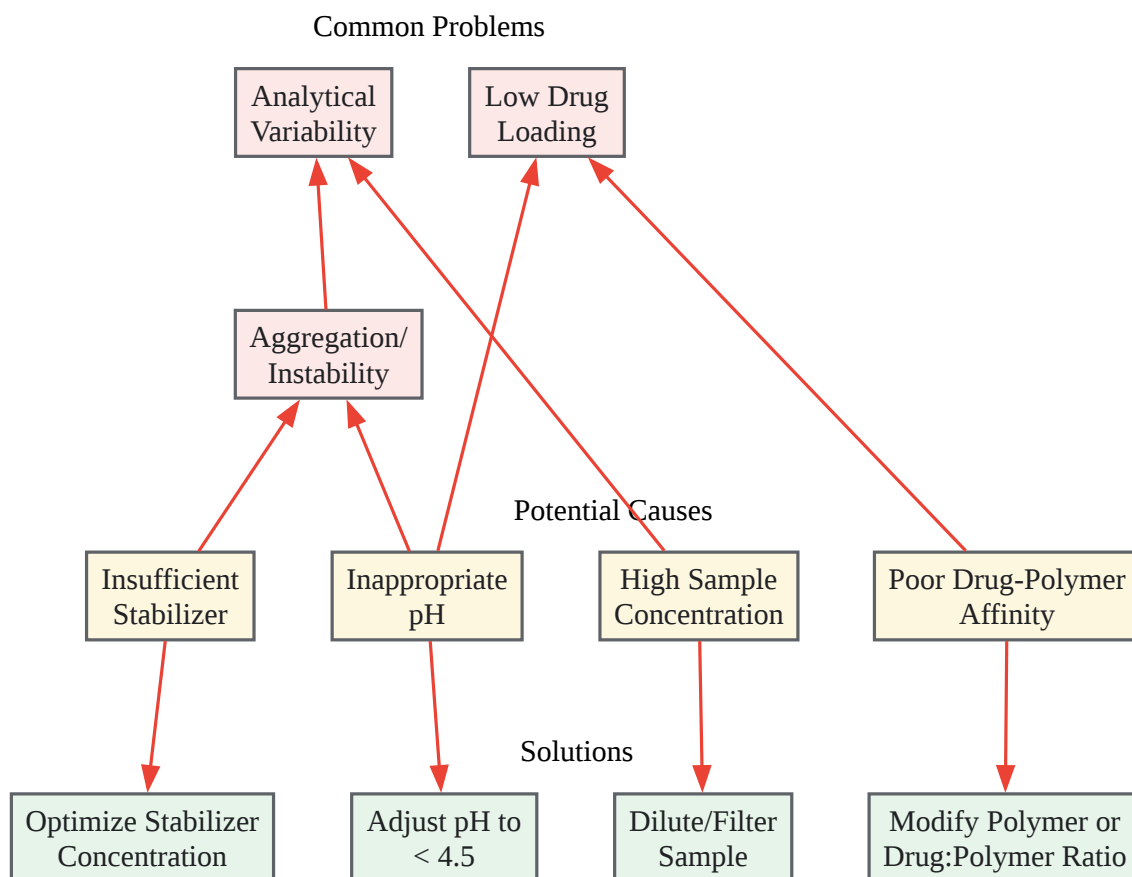 Common Problems
Analytical
Variability
Low Drug
Loading
Aggregation/
Instability
Potential Causes
Insufficient
Stabilizer
Inappropriate
pH
High Sample
Concentration
Poor Drug-Polymer
Affinity
Solutions
Optimize Stabilizer
Concentration
Adjust pH to
< 4.5
Dilute/Filter
Sample
Modify Polymer or
Drug:Polymer Ratio